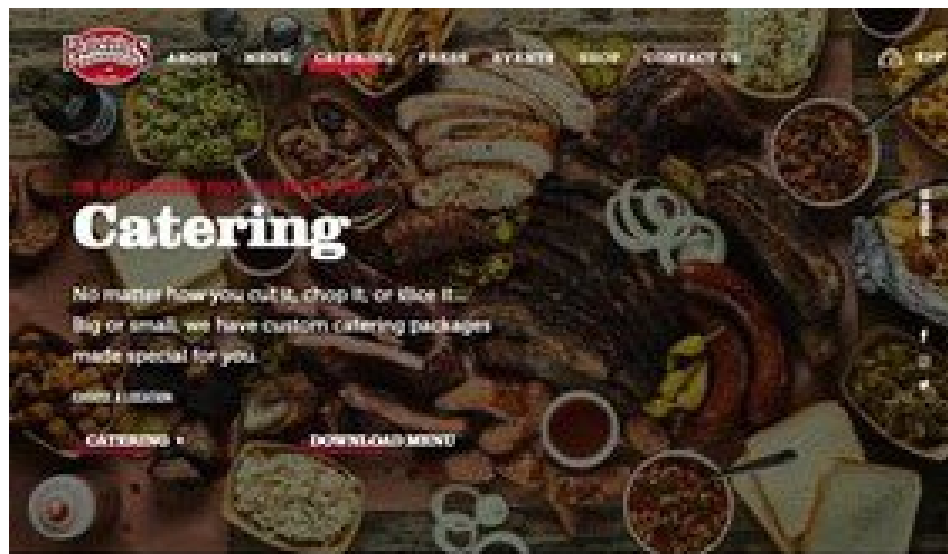 ABOUT MENU CATERING PRESS EVENTS SHOP CONTACT US
Catering
No matter how you cut it, chop it, or slice it...
Big or small, we have custom catering packages
made special for you.
CATERING
DOWNLOAD MENU